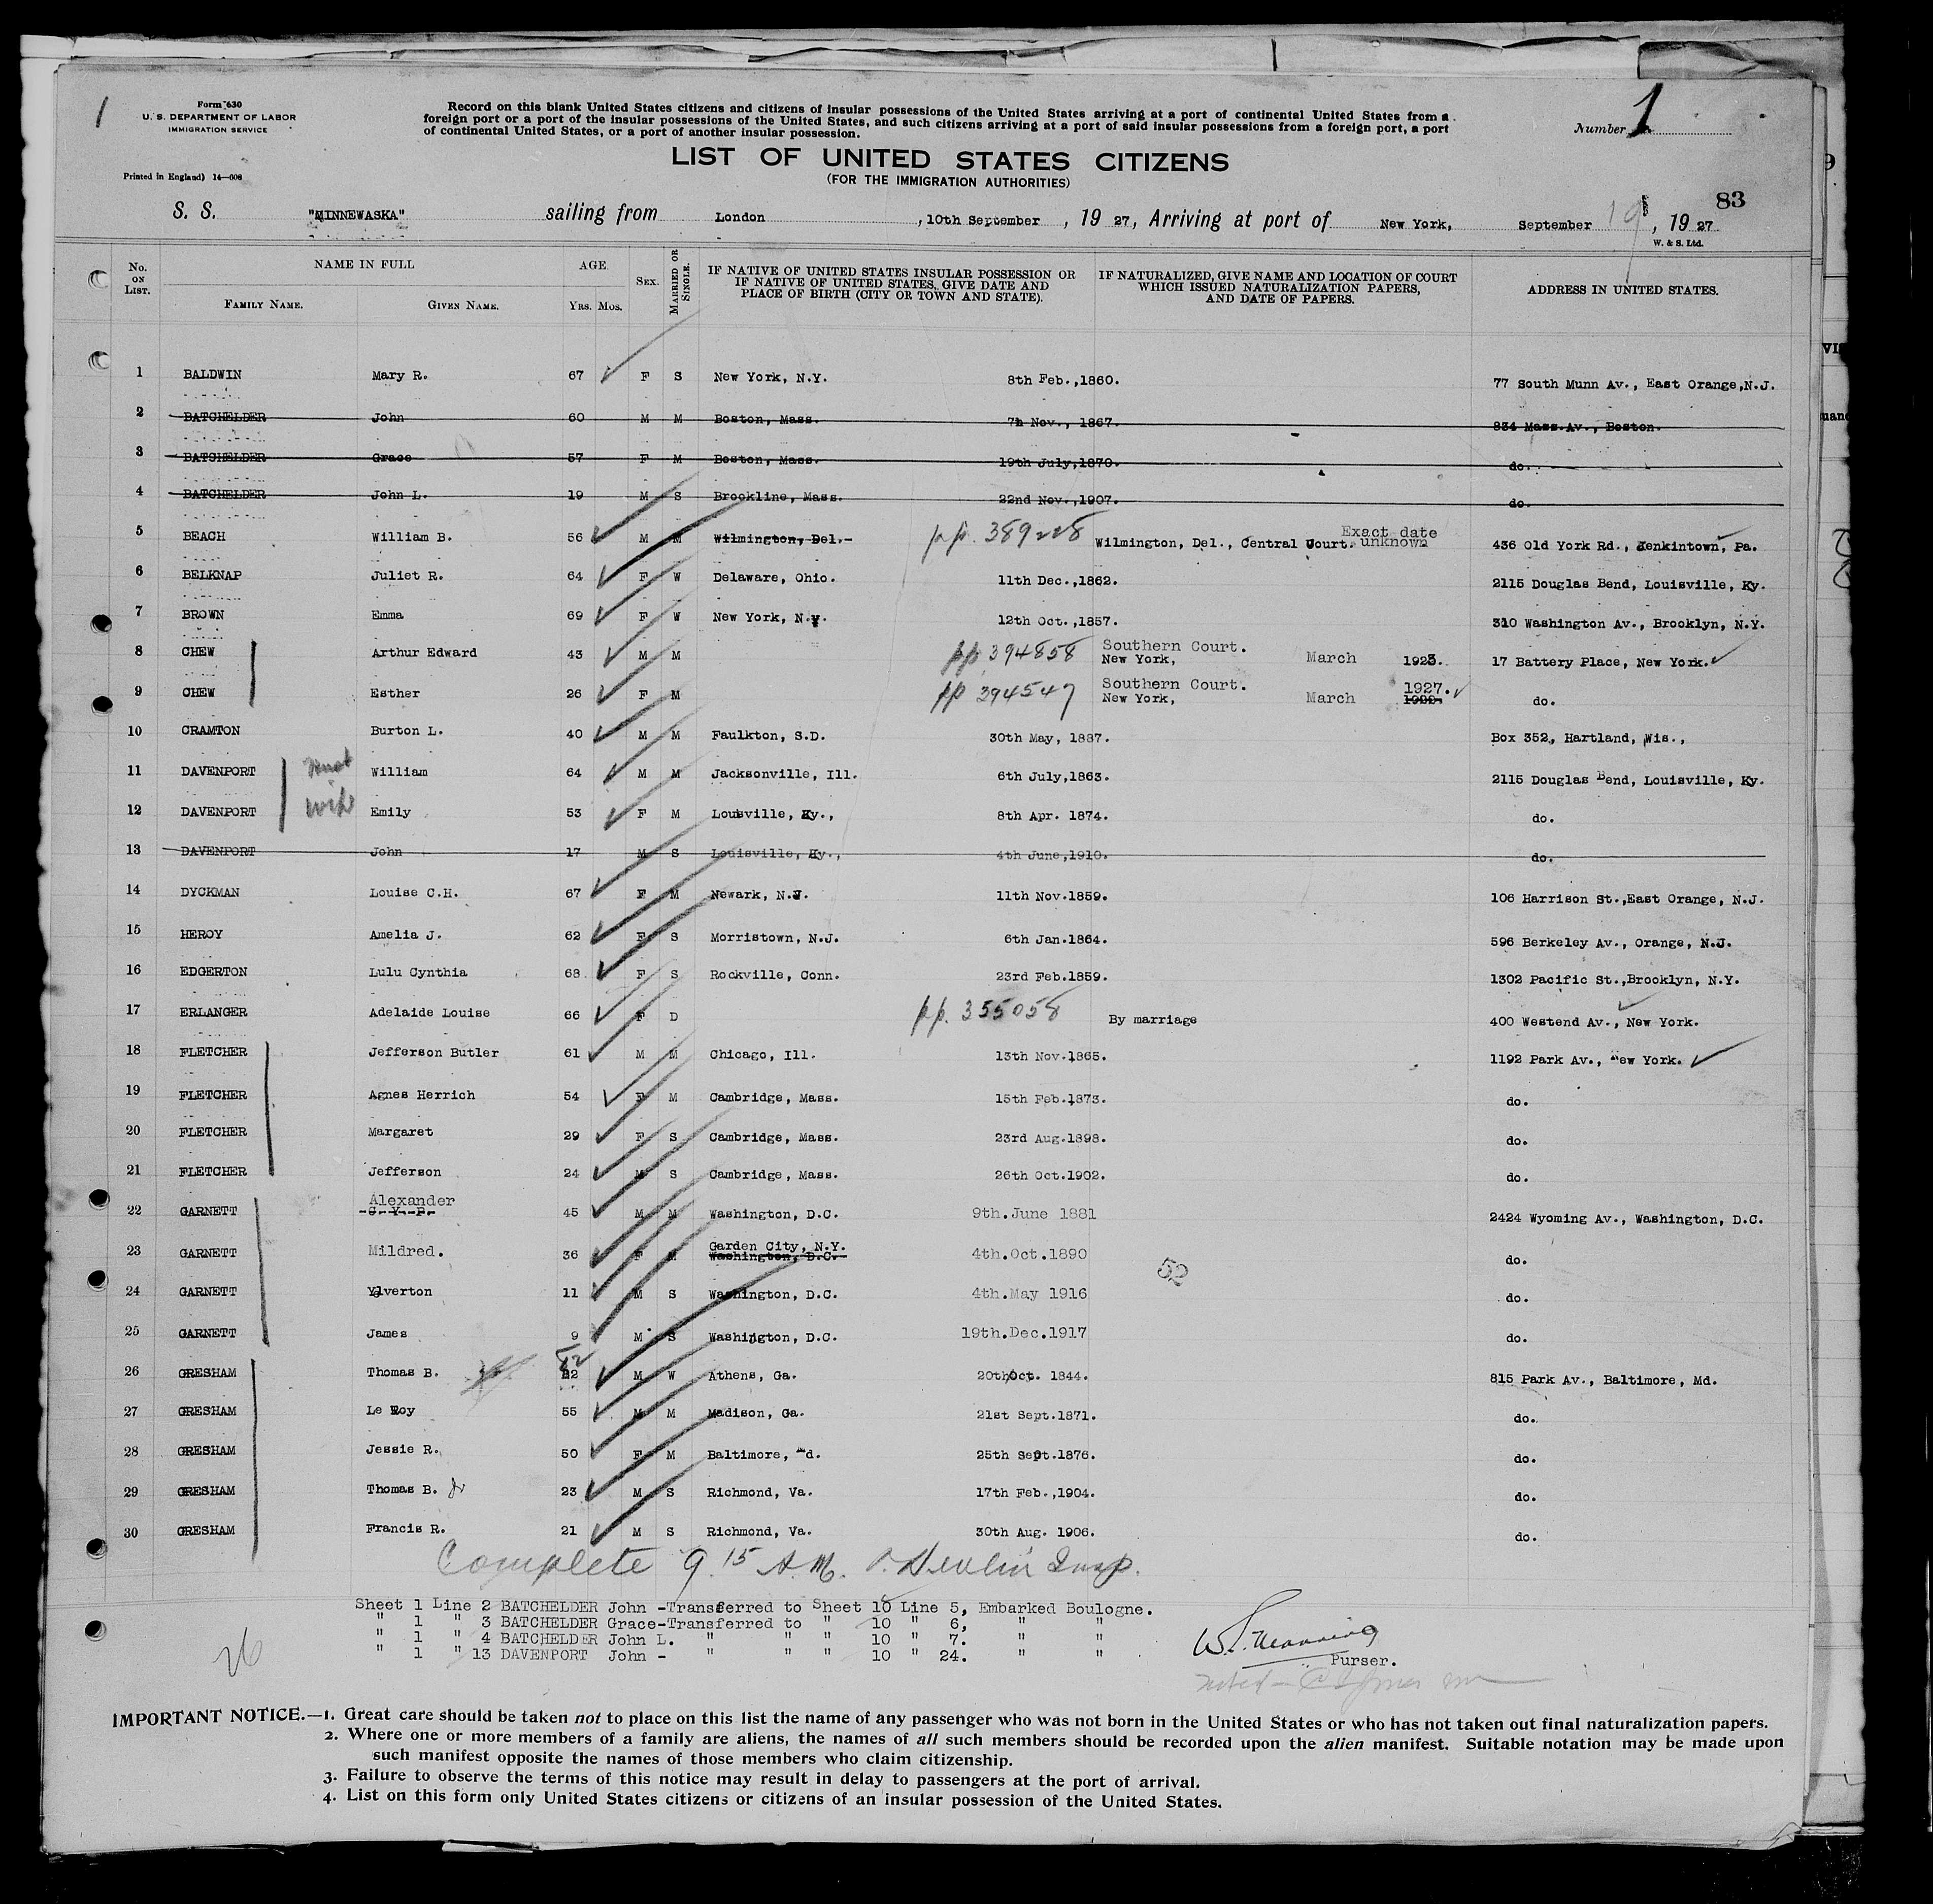 1
Form 630
U. S. DEPARTMENT OF LABOR
IMMIGRATION SERVICE
Printed in England) 14—608
Record on this blank United States citizens and citizens of insular possessions of the United States arriving at a port of continental United States from a
foreign port or a port of the insular possessions of the United States, and such citizens arriving at a port of said insular possessions from a foreign port, a port
of continental United States, or a port of another insular possession.
Number 1
LIST OF UNITED STATES CITIZENS
(FOR THE IMMIGRATION AUTHORITIES)
83
S. S. "MINNEWASKA" sailing from London, 10th September, 19 27, Arriving at port of New York, September 19, 19 27
W. & S. Ltd.
No. ON LIST. NAME IN FULL AGE SEX. MARRIED OR SINGLE. IF NATIVE OF UNITED STATES INSULAR POSSESSION OR IF NATIVE OF UNITED STATES, GIVE DATE AND PLACE OF BIRTH (CITY OR TOWN AND STATE). IF NATURALIZED, GIVE NAME AND LOCATION OF COURT WHICH ISSUED NATURALIZATION PAPERS, AND DATE OF PAPERS. ADDRESS IN UNITED STATES.
FAMILY NAME. GIVEN NAME. YRS. MOS.
1 BALDWIN Mary R. 67 F S New York, N.Y. 8th Feb.,1860. 77 South Munn Av., East Orange,N.J.
2 BATCHELDER John 60 M M Boston, Mass. 7h Nov., 1867. 834 Mass.Av., Boston.
3 BATCHELDER Grace 57 F M Boston, Mass. 19th July,1870. do.
4 BATCHELDER John L. 19 M S Brookline, Mass. 22nd Nov.,1907. do.
5 BEACH William B. 56 M M Wilmington, Del.- pp. 389228 Wilmington, Del., Central Court. Exact date unknown 436 Old York Rd., Jenkintown, Pa.
6 BELKNAP Juliet R. 64 F W Delaware, Ohio. 11th Dec.,1862. 2115 Douglas Bend, Louisville, Ky.
7 BROWN Emma 69 F W New York, N.Y. 12th Oct.,1857. 310 Washington Av., Brooklyn, N.Y.
8 CHEW Arthur Edward 43 M M pp 394858 Southern Court. New York, March 1923. 17 Battery Place, New York.
9 CHEW Esther 26 F M pp 394547 Southern Court. New York, March 1927. do.
10 CRAMTON Burton L. 40 M M Faulkton, S.D. 30th May, 1887. Box 352, Hartland, Wis.,
11 DAVENPORT William 64 M M Jacksonville, Ill. 6th July,1863. 2115 Douglas Bend, Louisville, Ky.
12 DAVENPORT wife Emily 53 F M Louisville, Ky., 8th Apr. 1874. do.
13 DAVENPORT John 17 M S Louisville, Ky., 4th June,1910. do.
14 DYCKMAN Louise C.H. 67 F M Newark, N.J. 11th Nov.1859. 106 Harrison St.,East Orange, N.J.
15 HEROY Amelia J. 62 F S Morristown, N.J. 6th Jan.1864. 596 Berkeley Av., Orange, N.J.
16 EDGERTON Lulu Cynthia 68 F S Rockville, Conn. 23rd Feb.1859. 1302 Pacific St.,Brooklyn, N.Y.
17 ERLANGER Adelaide Louise 66 F D pp. 355058 By marriage 400 Westend Av., New York.
18 FLETCHER Jefferson Butler 61 M M Chicago, Ill. 13th Nov.1865. 1192 Park Av., New York.
19 FLETCHER Agnes Herrich 54 F M Cambridge, Mass. 15th Feb.1873. do.
20 FLETCHER Margaret 29 F S Cambridge, Mass. 23rd Aug.1898. do.
21 FLETCHER Jefferson 24 M S Cambridge, Mass. 26th Oct.1902. do.
22 GARNETT Alexander G. Y. P. 45 M M Washington, D.C. 9th.June 1881 2424 Wyoming Av., Washington, D.C.
23 GARNETT Mildred. 36 F M Garden City, N.Y. Washington, D.C. 4th.Oct.1890 do.
52
24 GARNETT Yelverton 11 M S Washington, D.C. 4th.May 1916 do.
25 GARNETT James 9 M S Washington, D.C. 19th.Dec.1917 do.
26 GRESHAM Thomas B. 82 M W Athens, Ga. 20thOct. 1844. 815 Park Av., Baltimore, Md.
27 GRESHAM Le Roy 55 M M Madison, Ga. 21st Sept.1871. do.
28 GRESHAM Jessie R. 50 F M Baltimore, Md. 25th Sept.1876. do.
29 GRESHAM Thomas B. Jr 23 M S Richmond, Va. 17th Feb.,1904. do.
30 GRESHAM Francis R. 21 M S Richmond, Va. 30th Aug. 1906. do.
Complete 9.15 A.M. P. Devlin Insp.
Sheet 1 Line 2 BATCHELDER John -Transferred to Sheet 10 Line 5, Embarked Boulogne.
" 1 " 3 BATCHELDER Grace-Transferred to " 10 " 6, " "
" 1 " 4 BATCHELDER John L. " " " 10 " 7. " "
" 1 " 13 DAVENPORT John - " " " 10 " 24. " "
26
Purser.
IMPORTANT NOTICE.—1. Great care should be taken not to place on this list the name of any passenger who was not born in the United States or who has not taken out final naturalization papers.
2. Where one or more members of a family are aliens, the names of all such members should be recorded upon the alien manifest. Suitable notation may be made upon
such manifest opposite the names of those members who claim citizenship.
3. Failure to observe the terms of this notice may result in delay to passengers at the port of arrival.
4. List on this form only United States citizens or citizens of an insular possession of the United States.